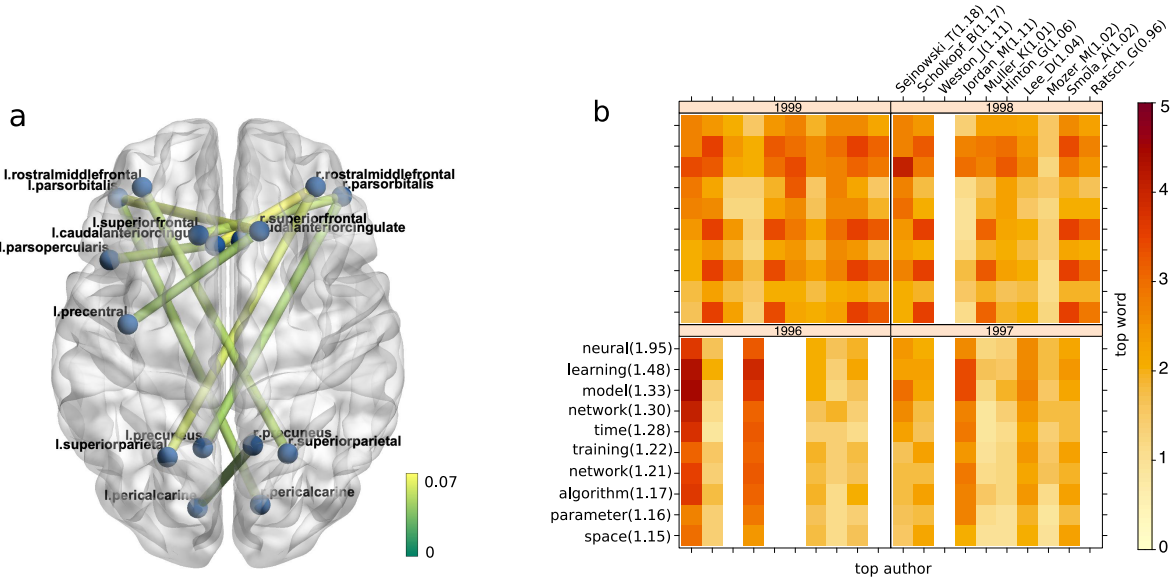 a
l.rostralmiddlefrontal
l.parsorbitalis
r.rostralmiddlefrontal
r.parsorbitalis
l.superiorfrontal
r.superiorfrontal
l.caudalanteriorcingu
udalanteriorcingulate
l.parsopercularis
l.precentral
l.precuneus
r.precuneus
l.superiorparietal
r.superiorparietal
l.pericalcarine
r.pericalcarine
0.07
0
b
Sejnowski_T(1.18)
Scholkopf_B(1.17)
Weston_J(1.11)
Jordan_M(1.11)
Muller_K(1.01)
Hinton_G(1.06)
Lee_D(1.04)
Mozer_M(1.02)
Smola_A(1.02)
Ratsch_G(0.96)
1999
1998
1996
1997
neural(1.95)
learning(1.48)
model(1.33)
network(1.30)
time(1.28)
training(1.22)
network(1.21)
algorithm(1.17)
parameter(1.16)
space(1.15)
top author
top word
5
4
3
2
1
0